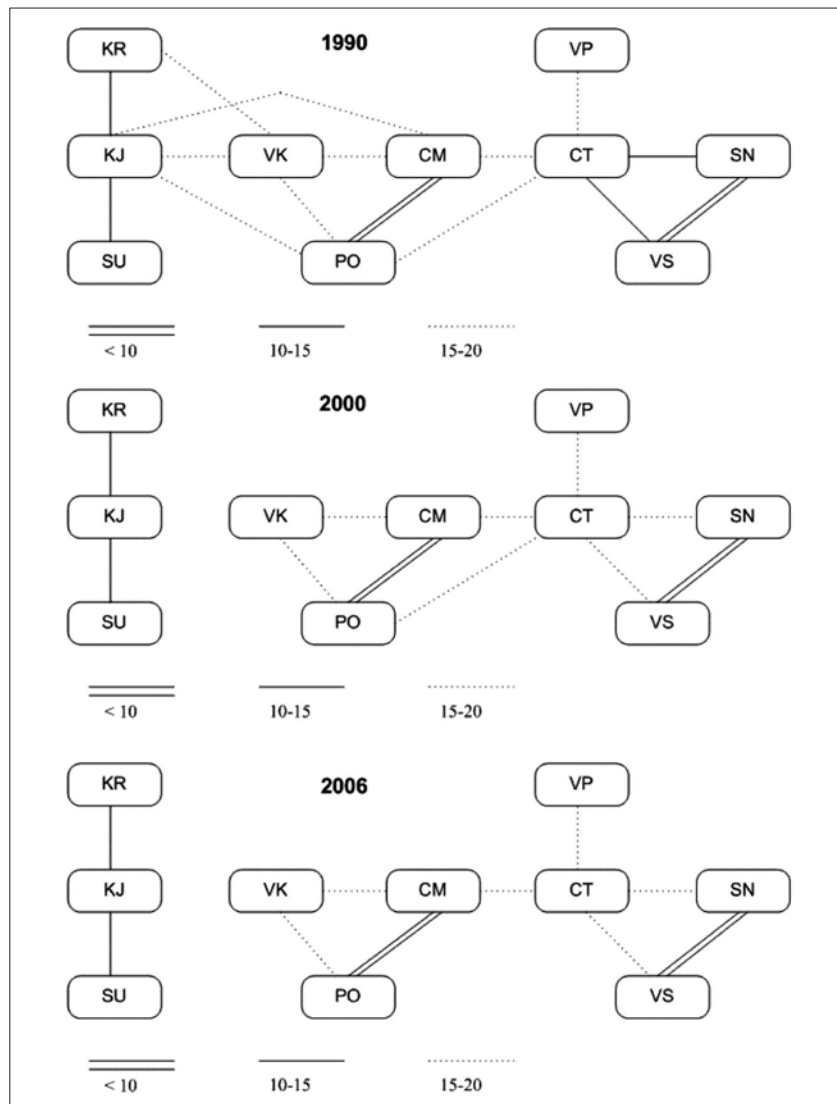 KR 1990 VP
KJ VK CM CT SN
SU PO VS
< 10 10-15 15-20
KR 2000 VP
KJ VK CM CT SN
SU PO VS
< 10 10-15 15-20
KR 2006 VP
KJ VK CM CT SN
SU PO VS
< 10 10-15 15-20